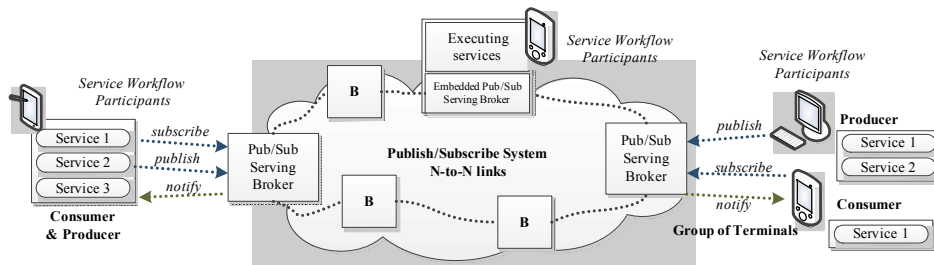 Executing
services
Service Workflow
Participants
Service Workflow
Participants
Service Workflow
Participants
B
Embedded Pub/Sub
Serving Broker
Service 1
Service 2
Service 3
subscribe
publish
notify
Pub/Sub
Serving
Broker
Publish/Subscribe System
N-to-N links
Pub/Sub
Serving
Broker
publish
subscribe
notify
Producer
Service 1
Service 2
B
B
Consumer
& Producer
Group of Terminals
Consumer
Service 1